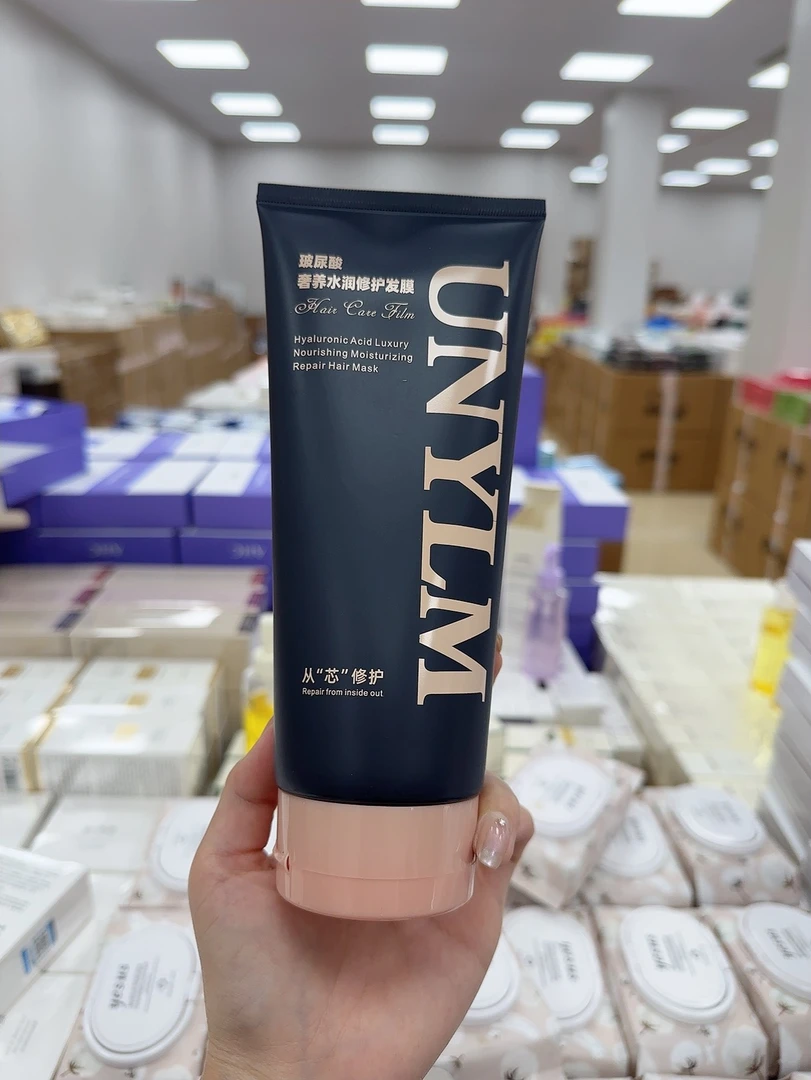 玻尿酸
奢养水润修护发膜
Hair Care Film
Hyaluronic Acid Luxury
Nourishing Moisturizing
Repair Hair Mask
UNYLM
从“芯”修护
Repair from inside out